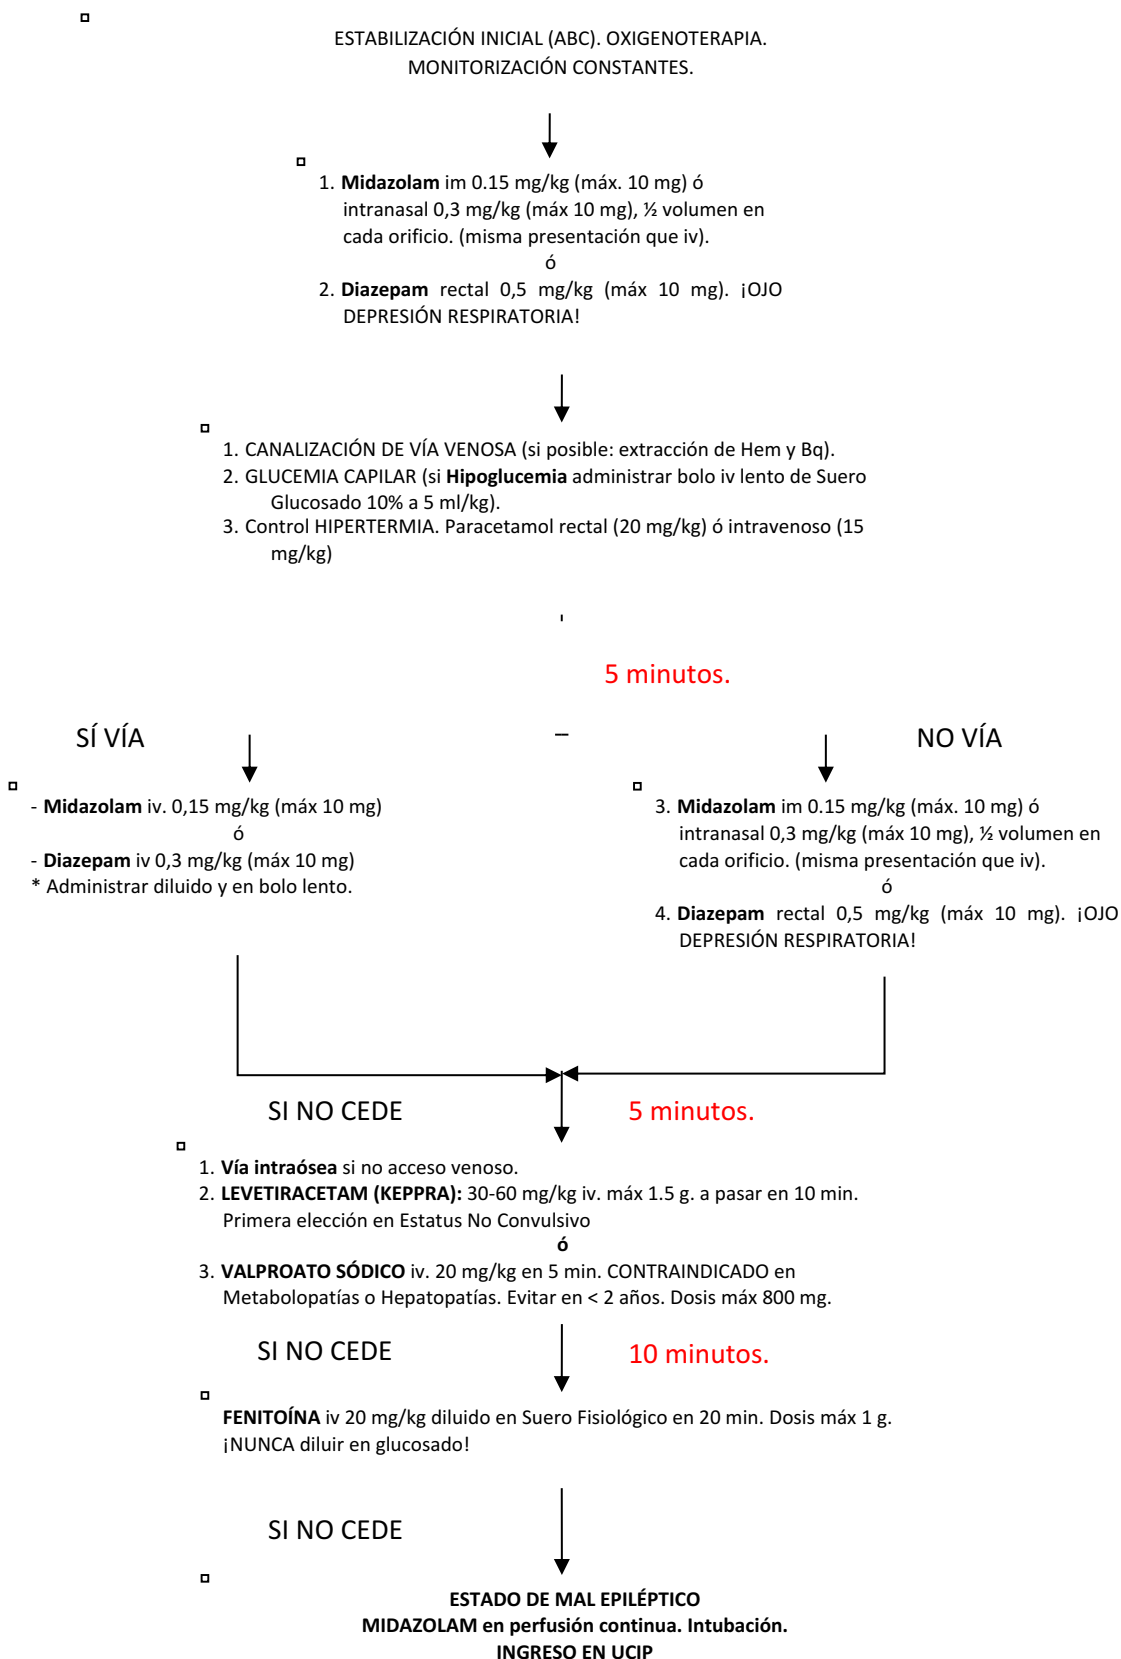 ESTABILIZACIÓN INICIAL (ABC). OXIGENOTERAPIA.
MONITORIZACIÓN CONSTANTES.
1. Midazolam im 0.15 mg/kg (máx. 10 mg) ó
intranasal 0,3 mg/kg (máx 10 mg), ½ volumen en
cada orificio. (misma presentación que iv).
ó
2. Diazepam rectal 0,5 mg/kg (máx 10 mg). ¡OJO
DEPRESIÓN RESPIRATORIA!
1. CANALIZACIÓN DE VÍA VENOSA (si posible: extracción de Hem y Bq).
2. GLUCEMIA CAPILAR (si Hipoglucemia administrar bolo iv lento de Suero
Glucosado 10% a 5 ml/kg).
3. Control HIPERTERMIA. Paracetamol rectal (20 mg/kg) ó intravenoso (15
mg/kg)
5 minutos.
SÍ VÍA
- Midazolam iv. 0,15 mg/kg (máx 10 mg)
ó
- Diazepam iv 0,3 mg/kg (máx 10 mg)
* Administrar diluido y en bolo lento.
NO VÍA
3. Midazolam im 0.15 mg/kg (máx. 10 mg) ó
intranasal 0,3 mg/kg (máx 10 mg), ½ volumen en
cada orificio. (misma presentación que iv).
ó
4. Diazepam rectal 0,5 mg/kg (máx 10 mg). ¡OJO
DEPRESIÓN RESPIRATORIA!
SI NO CEDE
5 minutos.
1. Vía intraósea si no acceso venoso.
2. LEVETIRACETAM (KEPPRA): 30-60 mg/kg iv. máx 1.5 g. a pasar en 10 min.
Primera elección en Estatus No Convulsivo
ó
3. VALPROATO SÓDICO iv. 20 mg/kg en 5 min. CONTRAINDICADO en
Metabolopatías o Hepatopatías. Evitar en < 2 años. Dosis máx 800 mg.
SI NO CEDE
10 minutos.
FENITOÍNA iv 20 mg/kg diluido en Suero Fisiológico en 20 min. Dosis máx 1 g.
¡NUNCA diluir en glucosado!
SI NO CEDE
ESTADO DE MAL EPILÉPTICO
MIDAZOLAM en perfusión continua. Intubación.
INGRESO EN UCIP